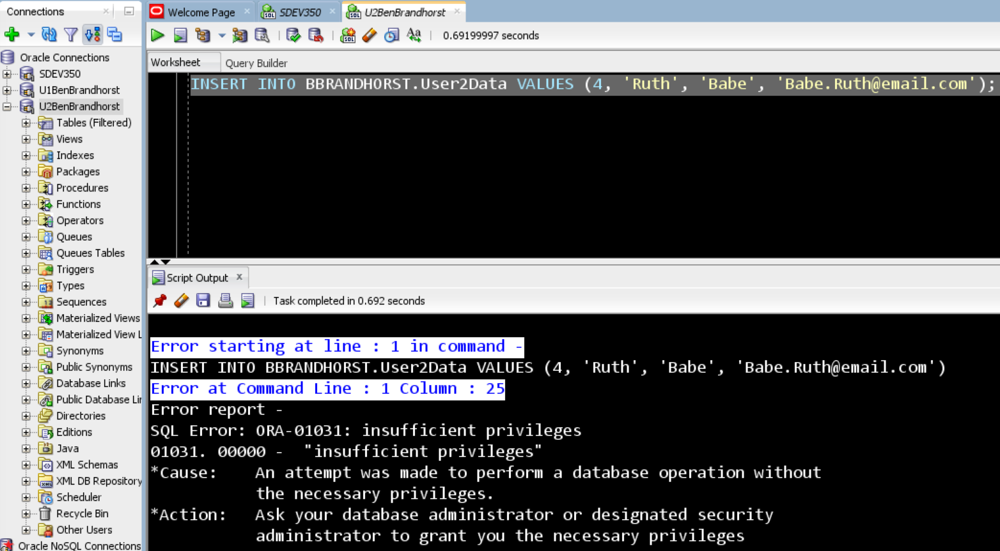 Connections
Welcome Page
SDEV350
U2BenBrandhorst
0.69199997 seconds
Oracle Connections
SDEV350
U1BenBrandhorst
U2BenBrandhorst
Tables (Filtered)
Views
Indexes
Packages
Procedures
Functions
Operators
Queues
Queues Tables
Triggers
Types
Sequences
Materialized Views
Materialized View L
Synonyms
Public Synonyms
Database Links
Public Database Lin
Directories
Editions
Java
XML Schemas
XML DB Repository
Scheduler
Recycle Bin
Other Users
Oracle NoSQL Connections
Worksheet
Query Builder
INSERT INTO BBRANDHORST.User2Data VALUES (4, 'Ruth', 'Babe', 'Babe.Ruth@email.com');
Script Output
Task completed in 0.692 seconds
Error starting at line : 1 in command -
INSERT INTO BBRANDHORST.User2Data VALUES (4, 'Ruth', 'Babe', 'Babe.Ruth@email.com')
Error at Command Line : 1 Column : 25
Error report -
SQL Error: ORA-01031: insufficient privileges
01031. 00000 -  "insufficient privileges"
*Cause:    An attempt was made to perform a database operation without
the necessary privileges.
*Action:   Ask your database administrator or designated security
administrator to grant you the necessary privileges